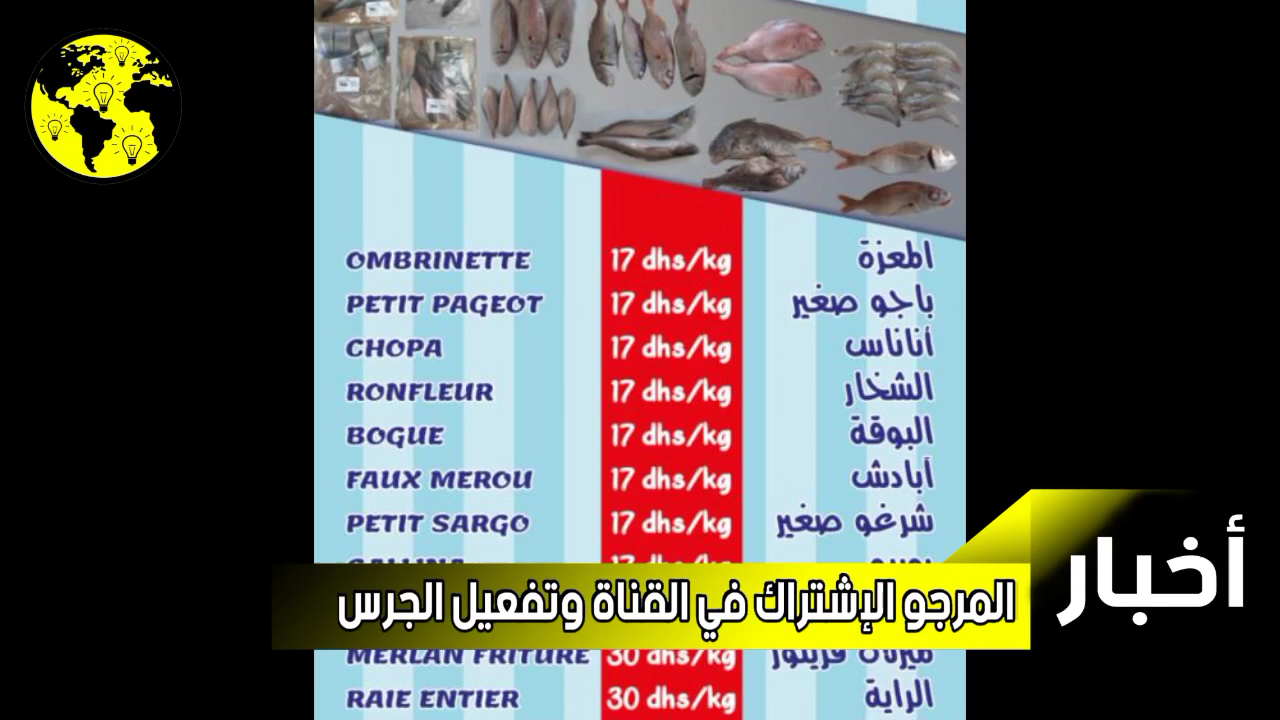 OMBRINETTE 17 dhs/kg المعزة
PETIT PAGEOT 17 dhs/kg باجو صغير
CHOPA 17 dhs/kg أناناس
RONFLEUR 17 dhs/kg الشخار
BOGUE 17 dhs/kg البوقة
FAUX MEROU 17 dhs/kg أبادش
PETIT SARGO 17 dhs/kg شرغو صغير
المرجو الإشتراك في القناة وتفعيل الجرس
أخبار
MERLAN FRITURE 30 dhs/kg
RAIE ENTIER 30 dhs/kg الراية